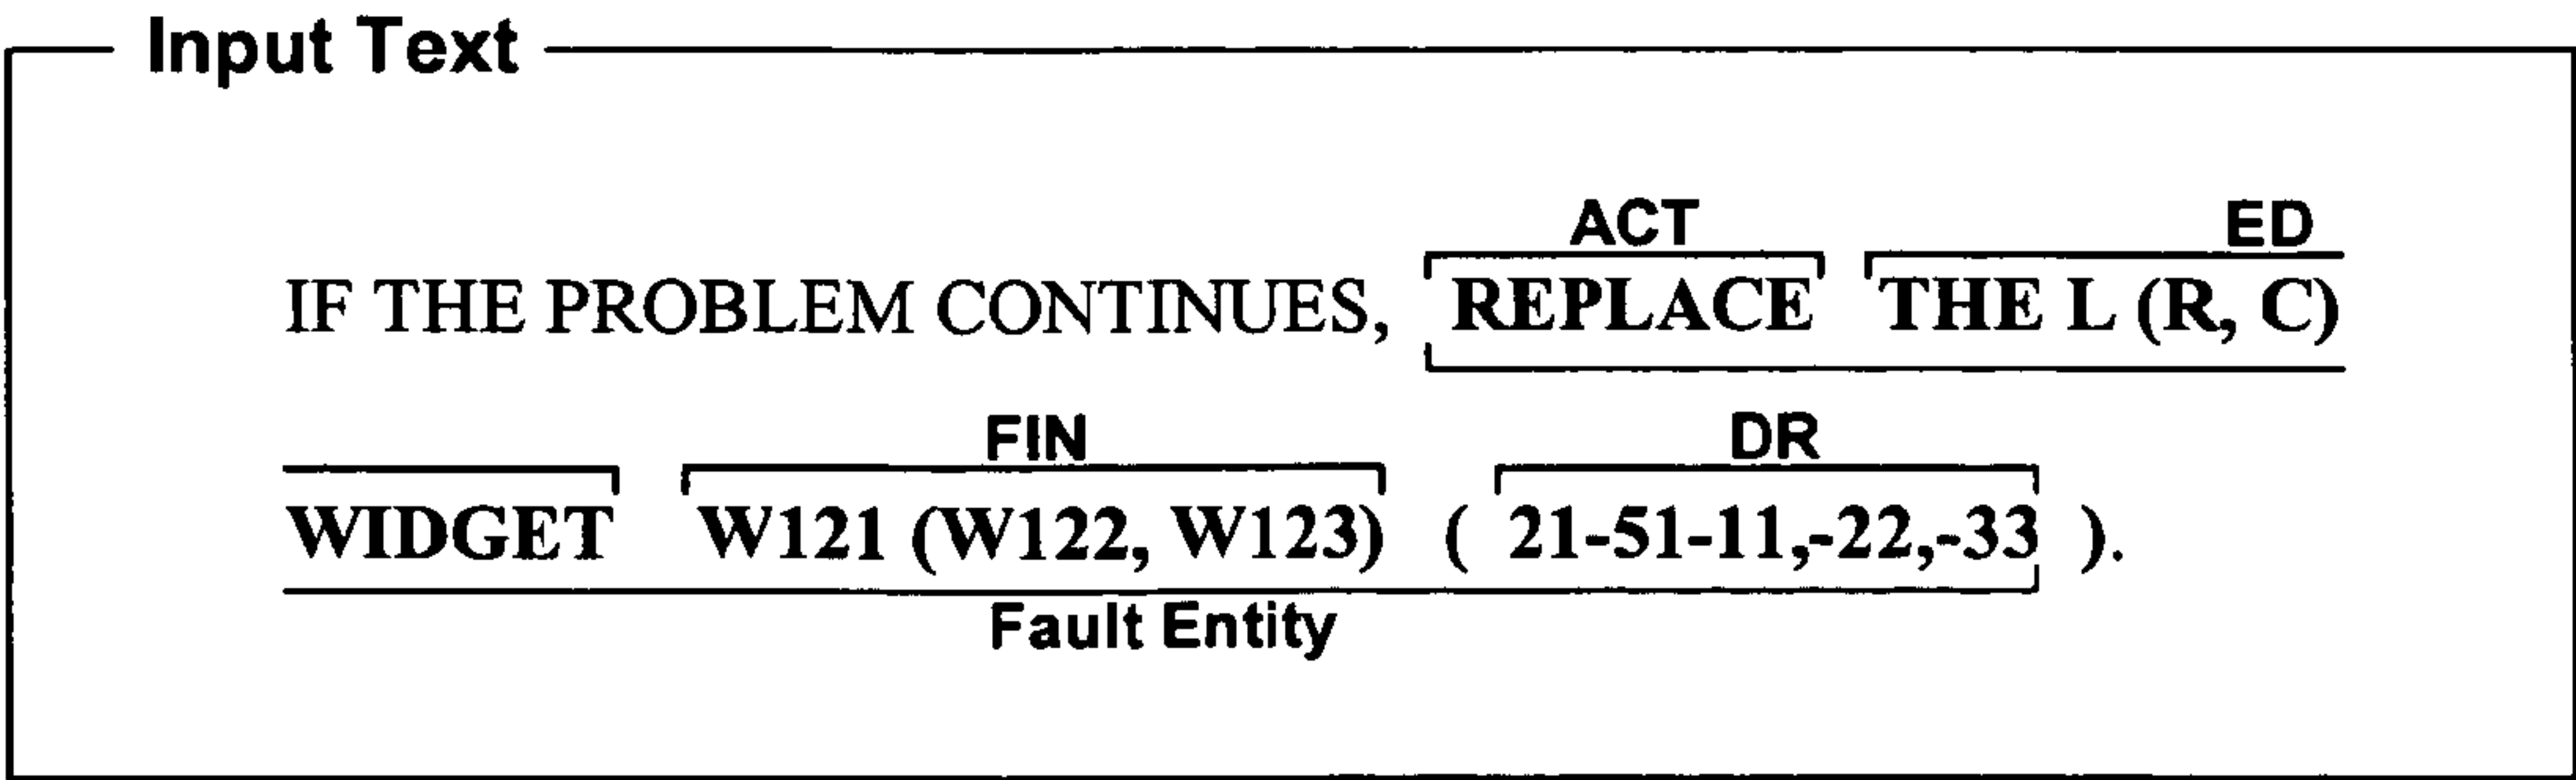 Input Text
ACT ED
IF THE PROBLEM CONTINUES, REPLACE THE L (R, C)
FIN DR
WIDGET W121 (W122, W123) ( 21-51-11,-22,-33 ).
Fault Entity